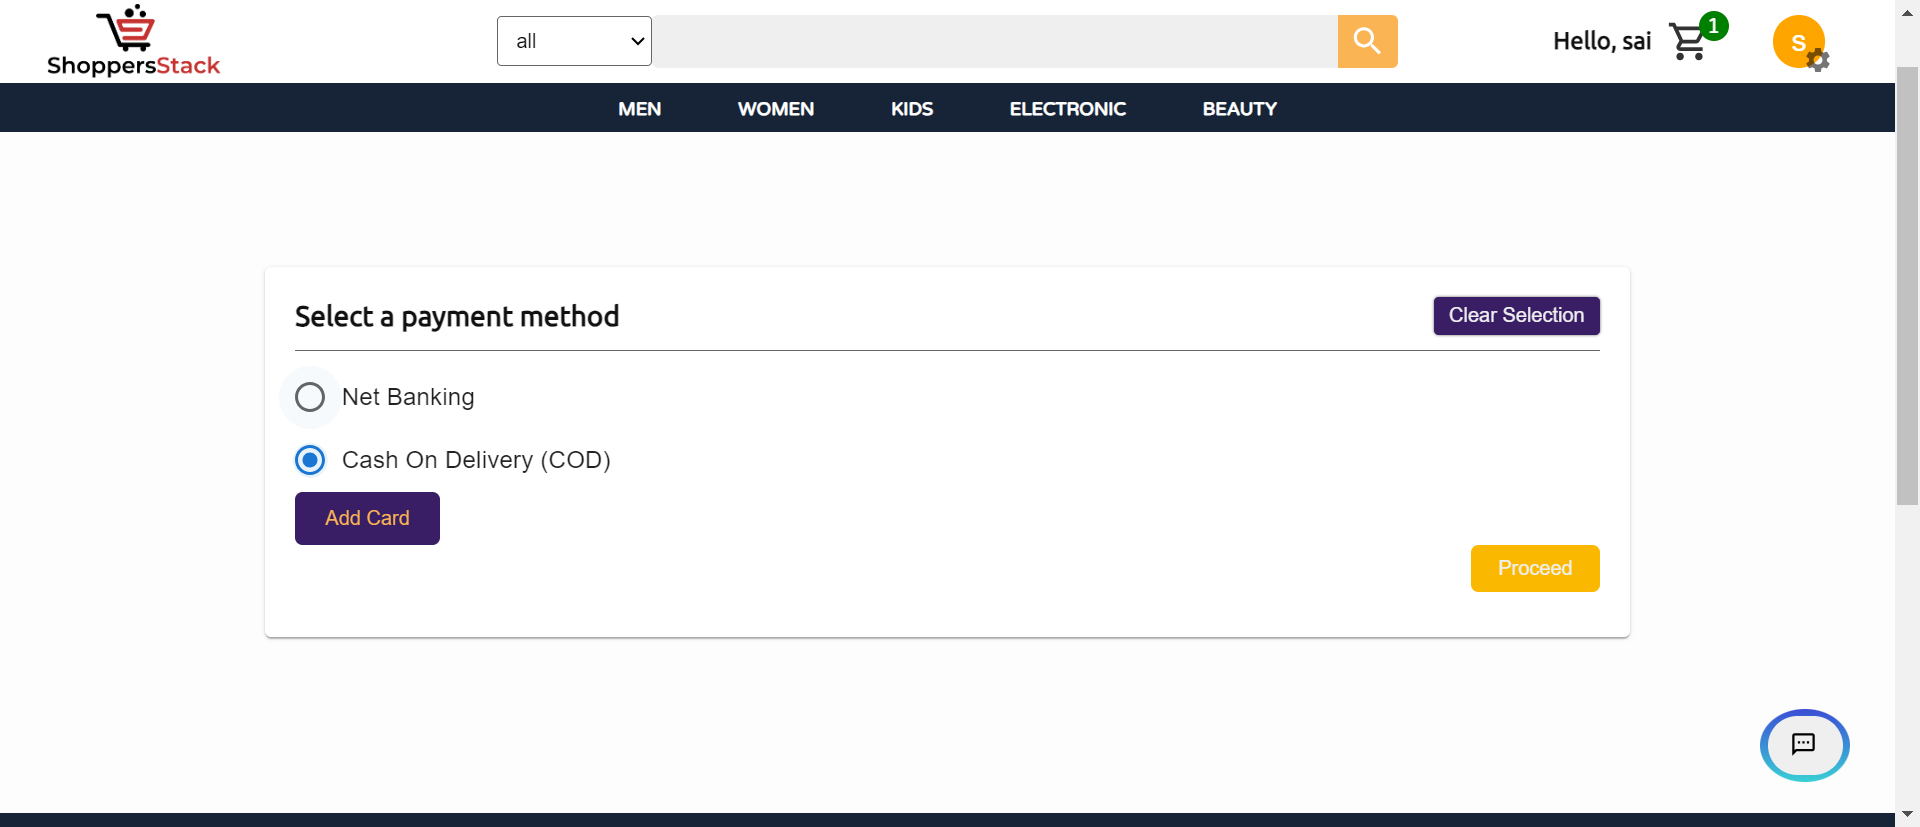 ShoppersStack
all
Hello, sai
1
S
MEN WOMEN KIDS ELECTRONIC BEAUTY
Select a payment method
Clear Selection
Net Banking
Cash On Delivery (COD)
Add Card
Proceed